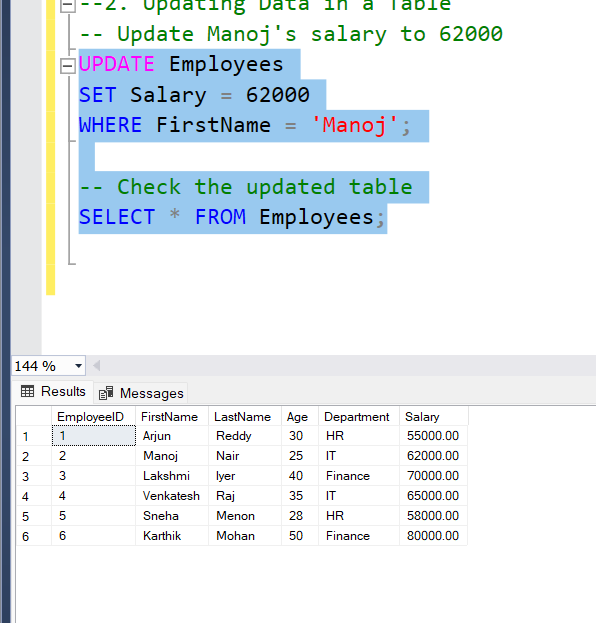 --2. Updating Data in a Table
-- Update Manoj's salary to 62000
UPDATE Employees
SET Salary = 62000
WHERE FirstName = 'Manoj';
-- Check the updated table
SELECT * FROM Employees;
144 %
Results Messages
EmployeeID FirstName LastName Age Department Salary
1 1 Arjun Reddy 30 HR 55000.00
2 2 Manoj Nair 25 IT 62000.00
3 3 Lakshmi Iyer 40 Finance 70000.00
4 4 Venkatesh Raj 35 IT 65000.00
5 5 Sneha Menon 28 HR 58000.00
6 6 Karthik Mohan 50 Finance 80000.00